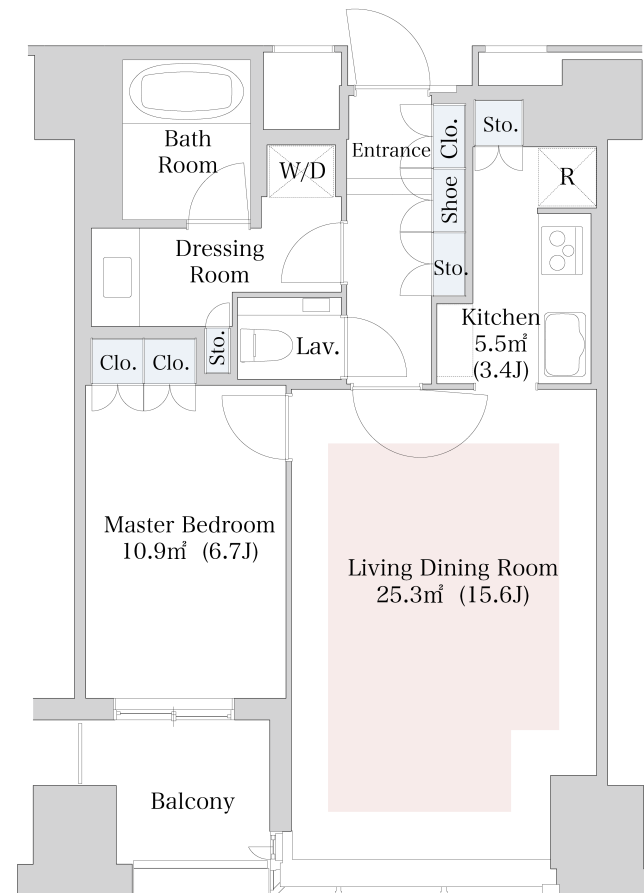 Bath
Room
W/D
Entrance
Clo.
Sto.
R
Shoe
Sto.
Dressing
Room
Kitchen
5.5㎡
(3.4J)
Lav.
Sto.
Clo.
Clo.
Master Bedroom
10.9㎡ (6.7J)
Living Dining Room
25.3㎡ (15.6J)
Balcony